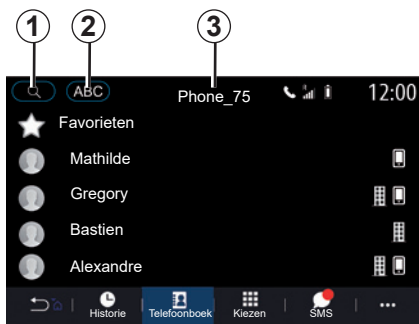 1 2 3
ABC Phone_75 12:00
Favorieten
Mathilde
Gregory
Bastien
Alexandre
Historie Telefoonboek Kiezen SMS